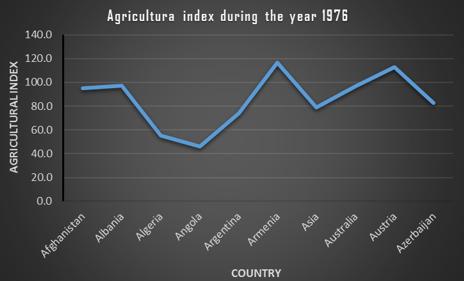 Agricultura index during the year 1976
AGRICULTURAL INDEX
140.0
120.0
100.0
80.0
60.0
40.0
20.0
0.0
Afghanistan
Albania
Algeria
Angola
Argentina
Armenia
Asia
Australia
Austria
Azerbaijan
COUNTRY